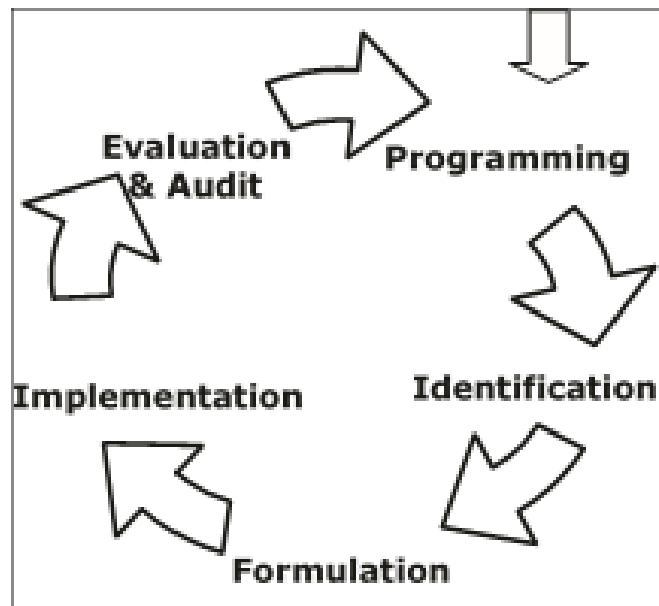 Evaluation
& Audit
Programming
Implementation
Identification
Formulation